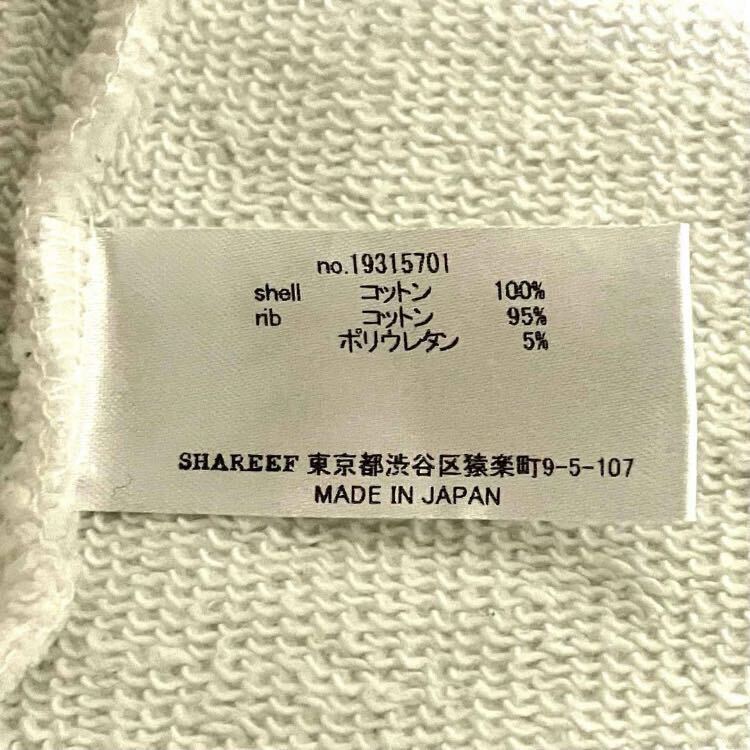 no.19315701
shell コットン 100%
rib コットン 95%
ポリウレタン 5%
SHAREEF 東京都渋谷区猿楽町9-5-107
MADE IN JAPAN